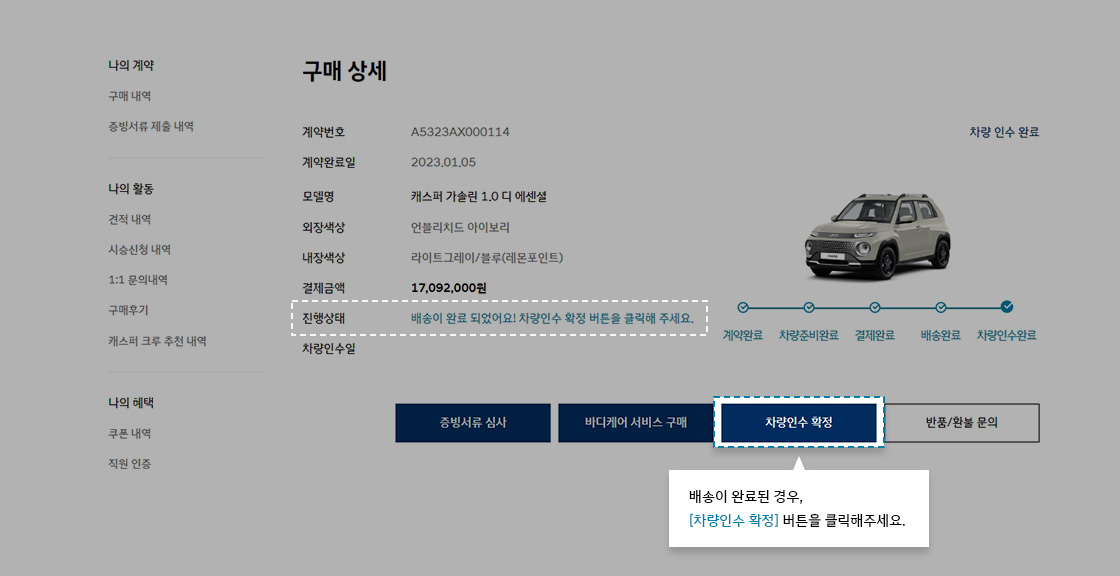 나의 계약
구매 내역
증빙서류 제출 내역
나의 활동
견적 내역
시승신청 내역
1:1 문의내역
구매후기
캐스퍼 크루 추천 내역
나의 혜택
쿠폰 내역
직원 인증
구매 상세
계약번호 A5323AX000114
차량 인수 완료
계약완료일 2023.01.05
모델명 캐스퍼 가솔린 1.0 디 에센셜
외장색상 언블리치드 아이보리
내장색상 라이트그레이/블루(레몬포인트)
결제금액 17,092,000원
진행상태 배송이 완료 되었어요! 차량인수 확정 버튼을 클릭해 주세요.
차량인수일
계약완료 차량준비완료 결제완료 배송완료 차량인수완료
증빙서류 심사 바디케어 서비스 구매 차량인수 확정 반품/환불 문의
배송이 완료된 경우,
[차량인수 확정] 버튼을 클릭해주세요.